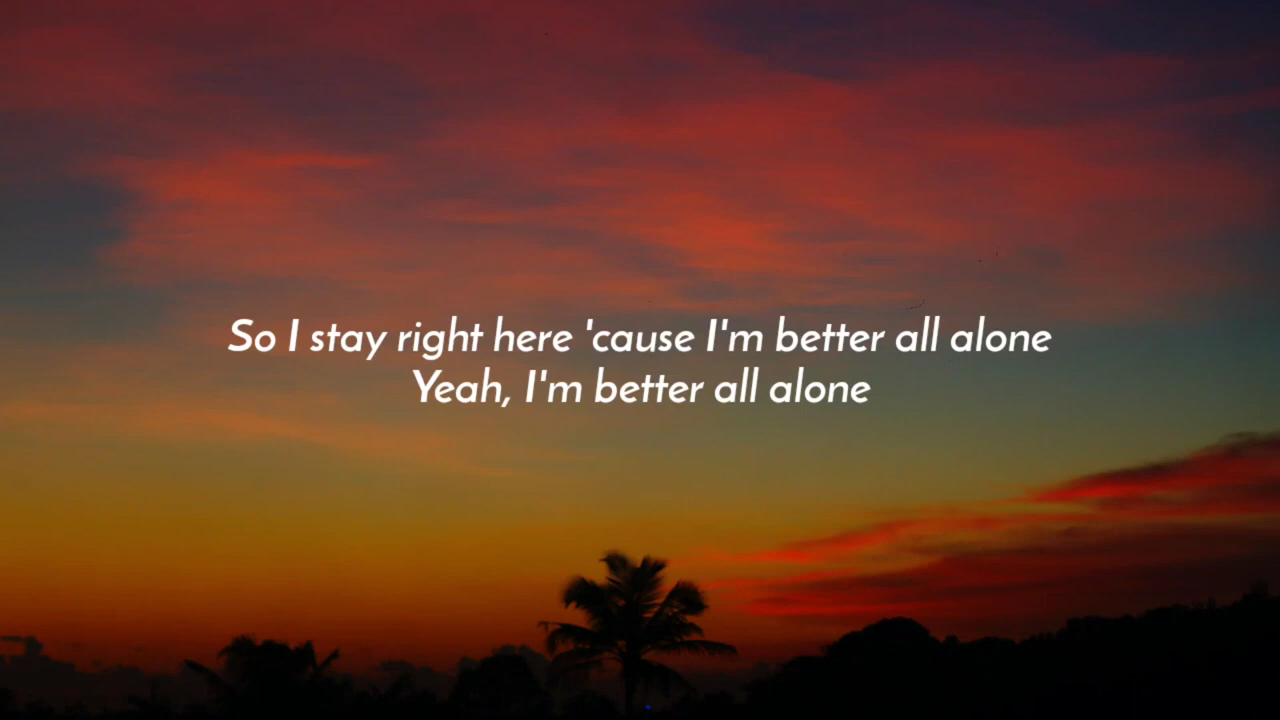 So I stay right here 'cause I'm better all alone
Yeah, I'm better all alone